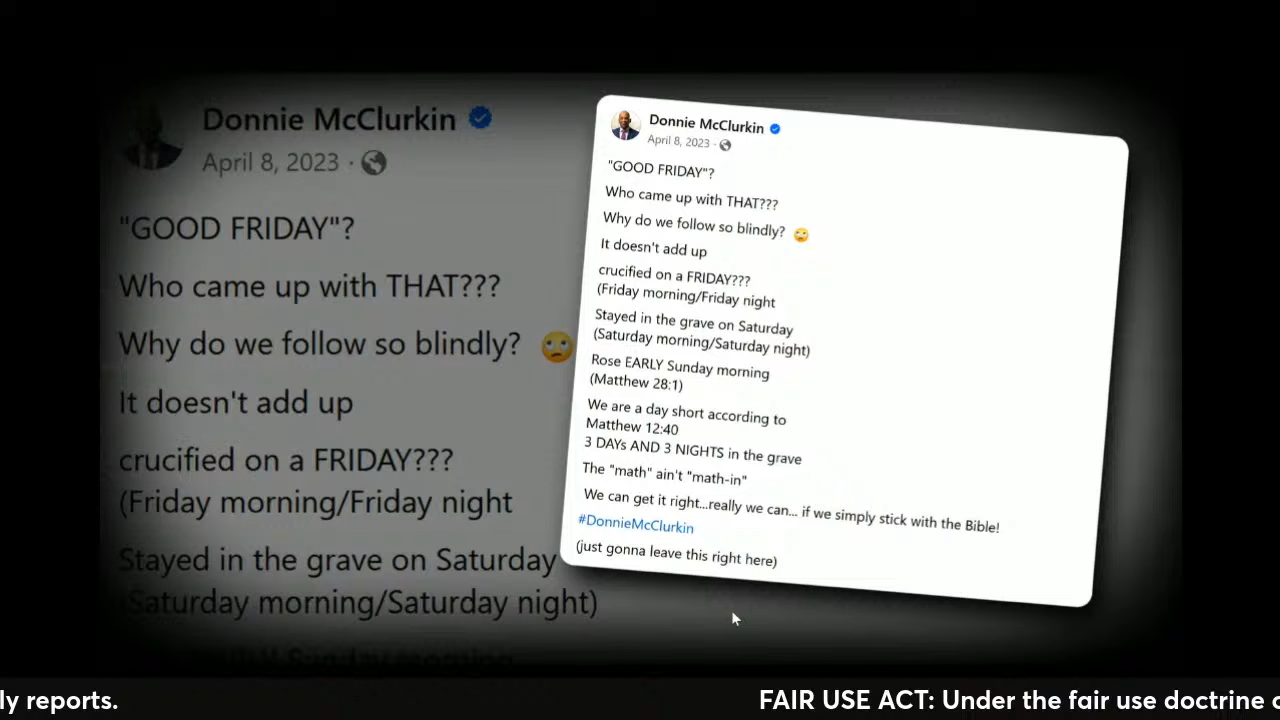 Donnie McClurkin
April 8, 2023 ·
"GOOD FRIDAY"?
Who came up with THAT???
Why do we follow so blindly? 🙄
It doesn't add up
crucified on a FRIDAY???
(Friday morning/Friday night
Stayed in the grave on Saturday
(Saturday morning/Saturday night)
Donnie McClurkin
April 8, 2023 ·
"GOOD FRIDAY"?
Who came up with THAT???
Why do we follow so blindly? 🙄
It doesn't add up
crucified on a FRIDAY???
(Friday morning/Friday night
Stayed in the grave on Saturday
(Saturday morning/Saturday night)
Rose EARLY Sunday morning
(Matthew 28:1)
We are a day short according to
Matthew 12:40
3 DAYs AND 3 NIGHTS in the grave
The "math" ain't "math-in"
We can get it right...really we can... if we simply stick with the Bible!
#DonnieMcClurkin
(just gonna leave this right here)
ly reports.
FAIR USE ACT: Under the fair use doctrine